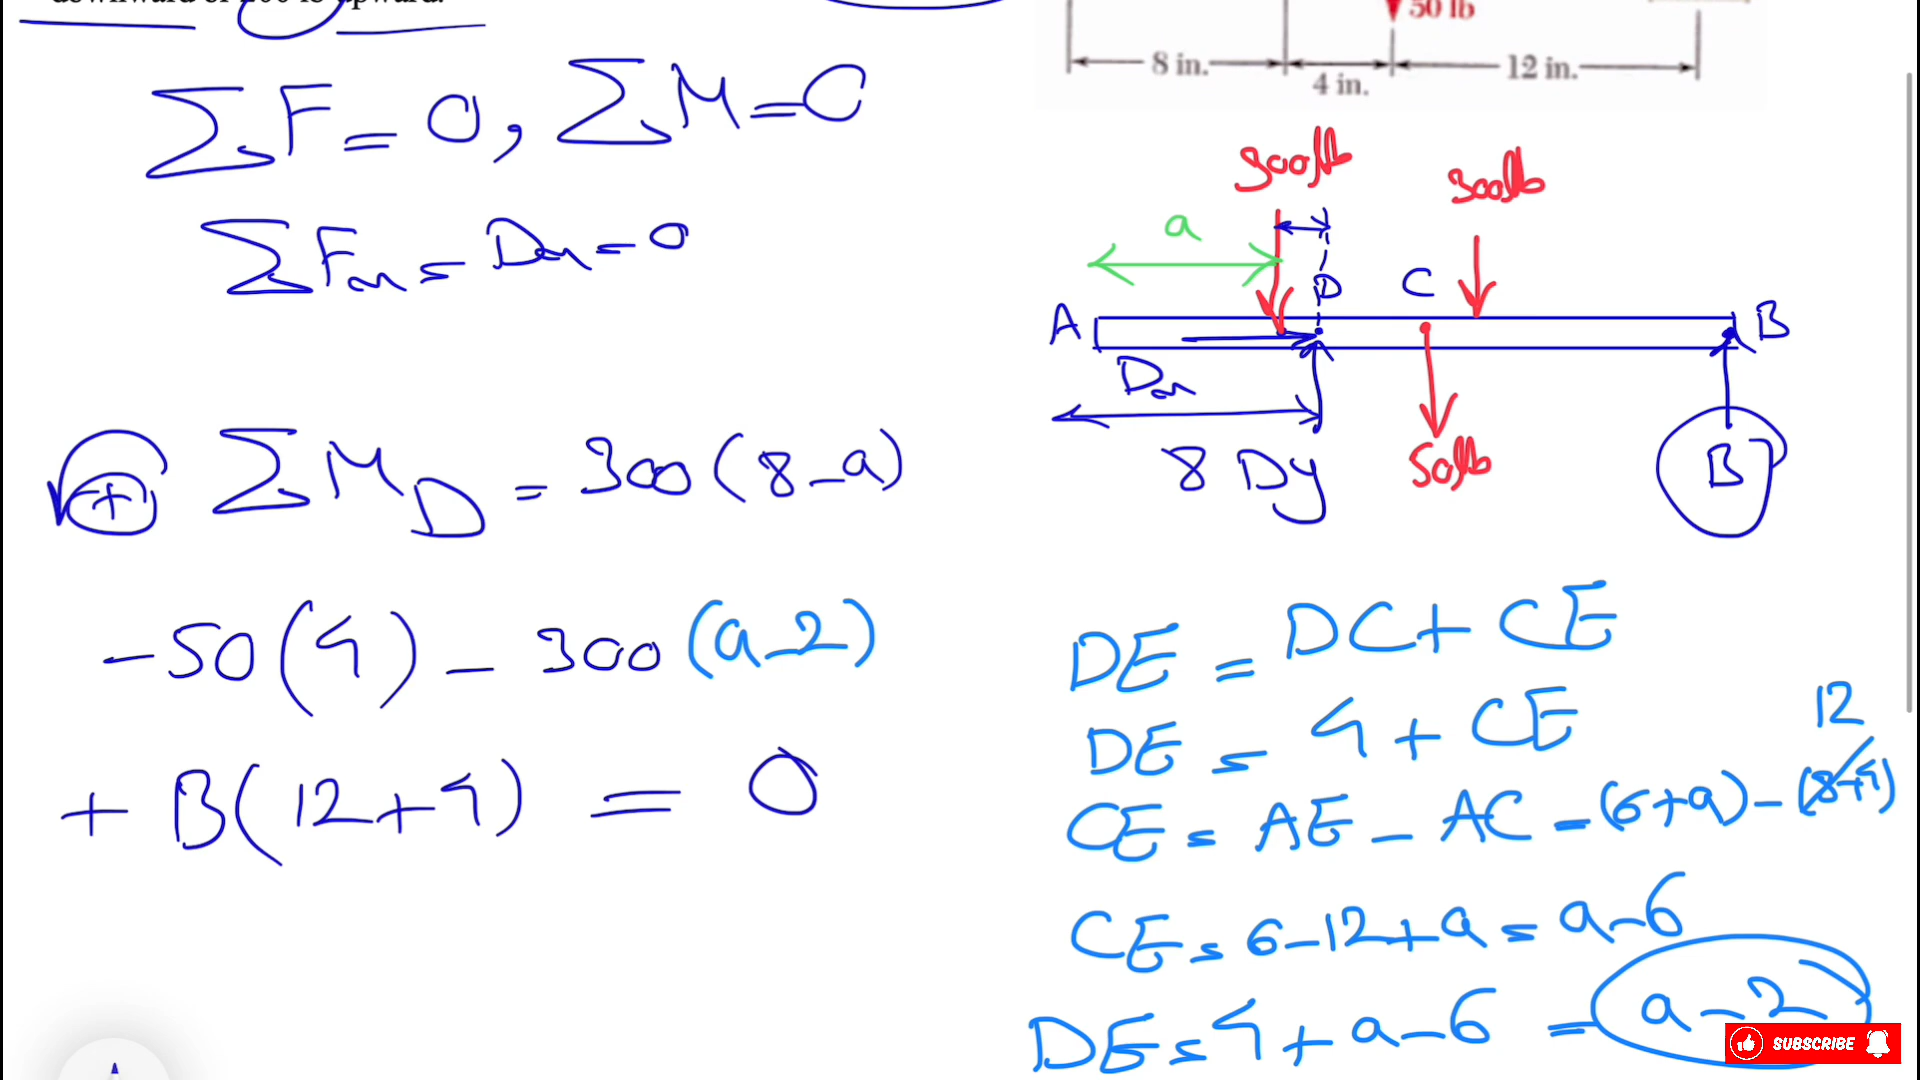 50 lb
8 in.
4 in.
12 in.
ΣF = 0, ΣM = 0
ΣFx = Dx = 0
300 lb
300 lb
a
A
D
C
B
Dx
8
Dy
50 lb
B
+ ΣM_D = 300(8-a)
-50(4) - 300(a-2)
+ B(12+4) = 0
DE = DC + CE
DE = 4 + CE
CE = AE - AC = (6+a) - (8+4)
12
CE = 6-12+a = a-6
DE = 4 + a-6 = a-2
SUBSCRIBE